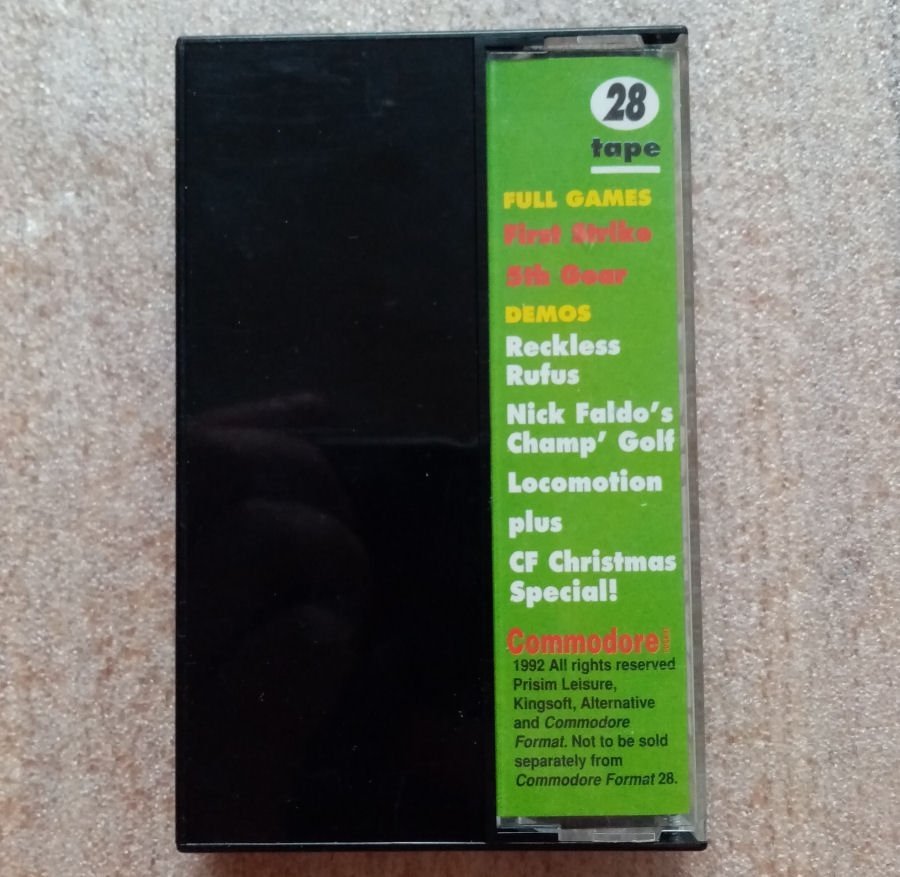 28
tape
FULL GAMES
First Strike
5th Gear
DEMOS
Reckless
Rufus
Nick Faldo's
Champ' Golf
Locomotion
plus
CF Christmas
Special!
Commodore
1992 All rights reserved
Prisim Leisure,
Kingsoft, Alternative
and Commodore
Format. Not to be sold
separately from
Commodore Format 28.